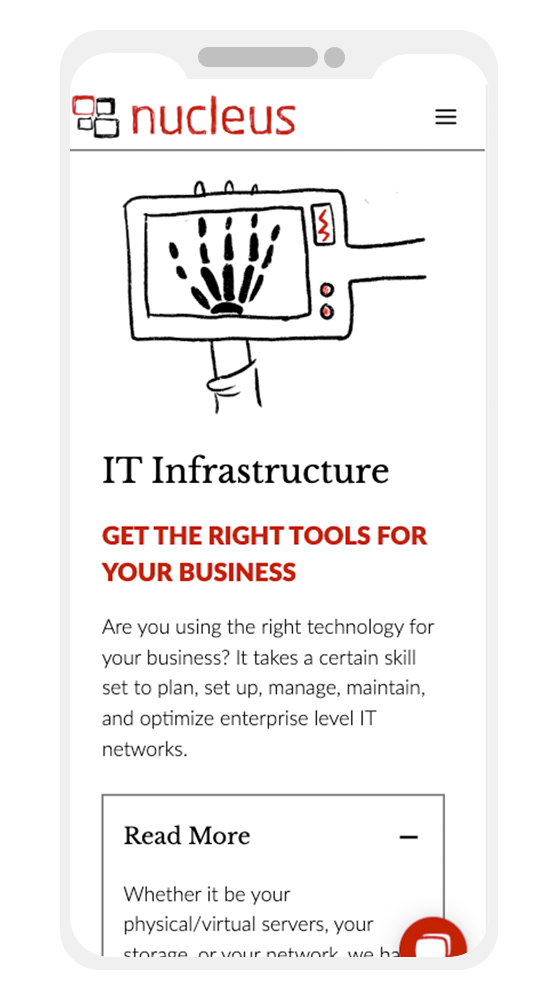 nucleus
IT Infrastructure
GET THE RIGHT TOOLS FOR
YOUR BUSINESS
Are you using the right technology for
your business? It takes a certain skill
set to plan, set up, manage, maintain,
and optimize enterprise level IT
networks.
Read More
Whether it be your
physical/virtual servers, your
storage, or your network, we